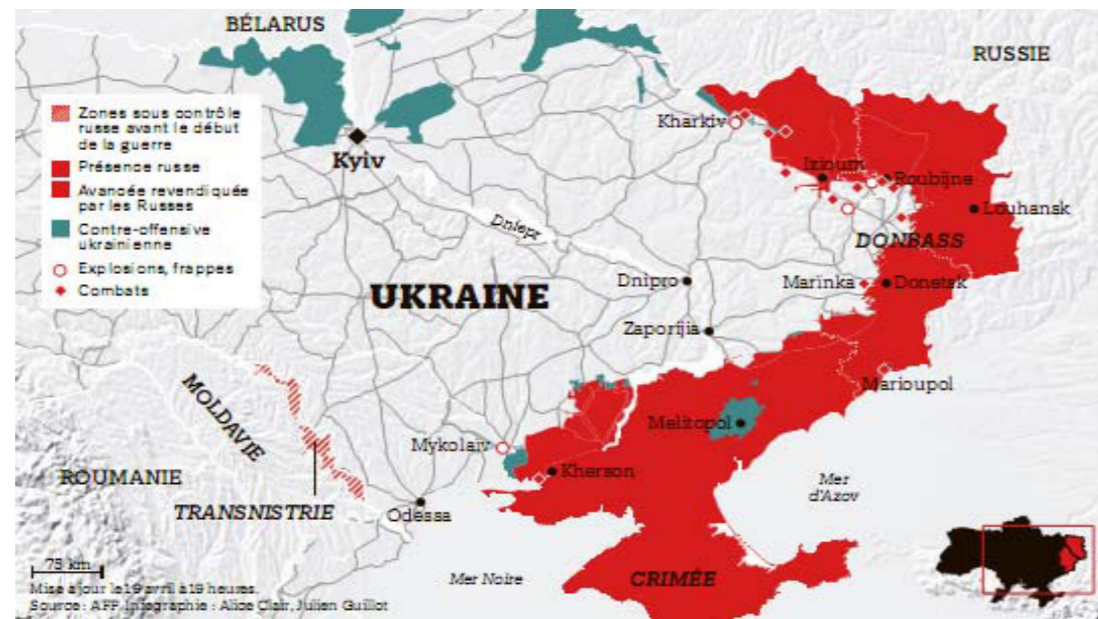 BÉLARUS
RUSSIE
Zones sous contrôle
russe avant le début
de la guerre
Présence russe
Avancée revendiquée
par les Russes
Contre-offensive
ukrainienne
Explosions, frappes
Combats
Kyiv
Kharkiv
Izioum
Roubijne
Louhansk
DONBASS
Dniepr
Dnipro
Marinka
Donetsk
UKRAINE
Zaporijia
Marioupol
MOLDAVIE
Melitopol
Mykolaiv
Kherson
ROUMANIE
TRANSNISTRIE
Odessa
Mer
d'Azov
75 km
Mer Noire
CRIMÉE
Mise à jour le 19 avril à 19 heures.
Source : AFP. Infographie : Alice Clair, Julien Guillot